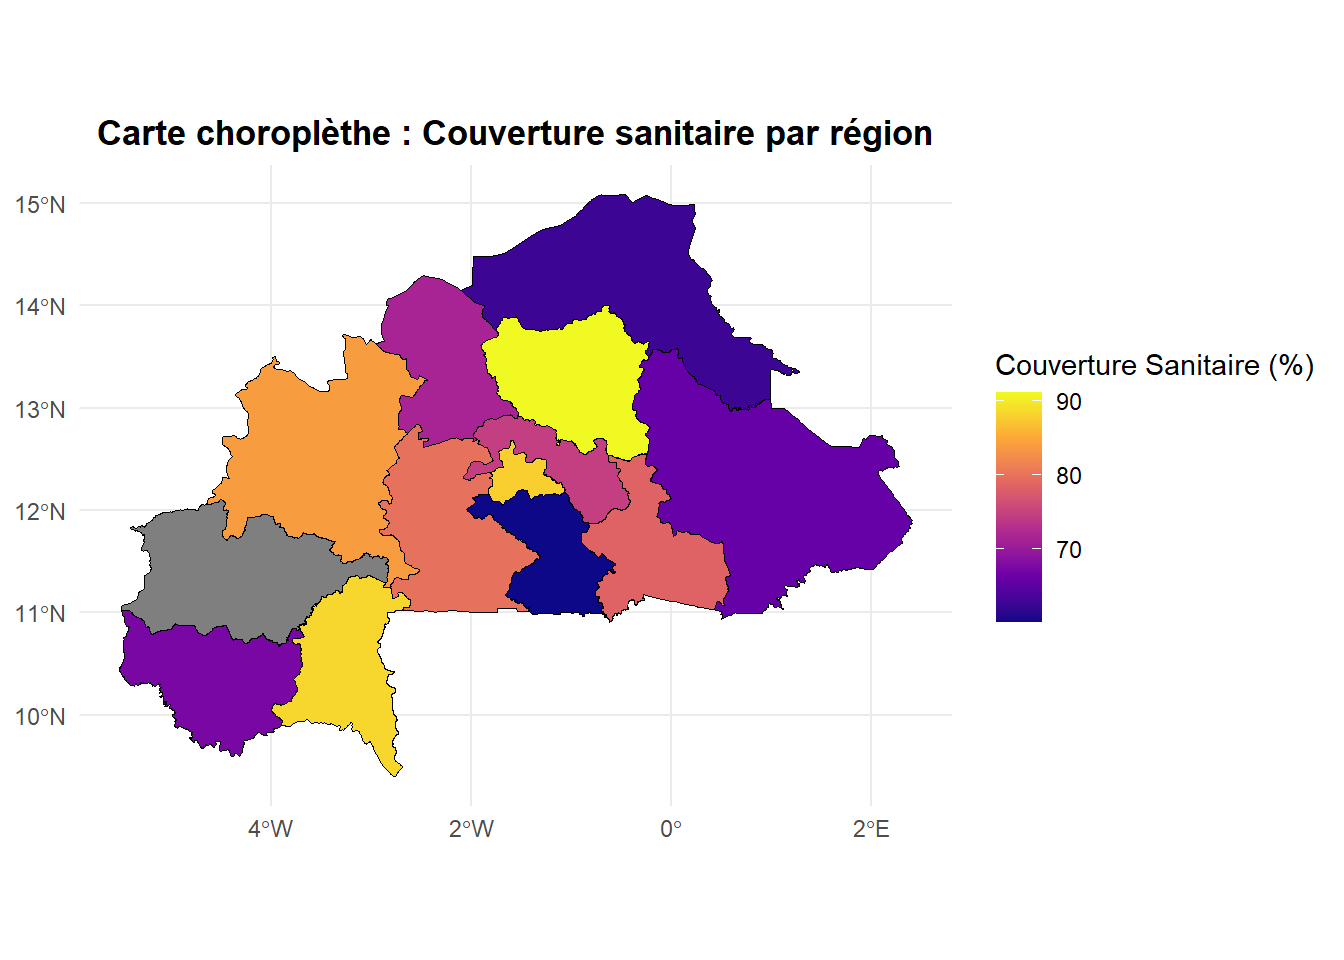 Carte choroplèthe : Couverture sanitaire par région
15°N
14°N
13°N
12°N
11°N
10°N
4°W
2°W
0°
2°E
Couverture Sanitaire (%)
90
80
70